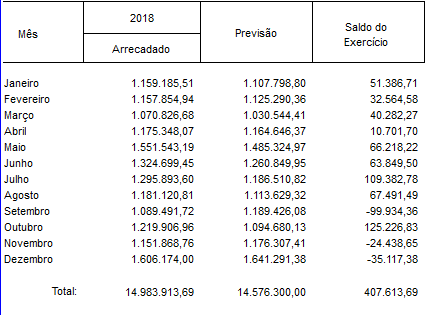 Mês 2018 Previsão Saldo do Exercício
Arrecadado
Janeiro 1.159.185,51 1.107.798,80 51.386,71
Fevereiro 1.157.854,94 1.125.290,36 32.564,58
Março 1.070.826,68 1.030.544,41 40.282,27
Abril 1.175.348,07 1.164.646,37 10.701,70
Maio 1.551.543,19 1.485.324,97 66.218,22
Junho 1.324.699,45 1.260.849,95 63.849,50
Julho 1.295.893,60 1.186.510,82 109.382,78
Agosto 1.181.120,81 1.113.629,32 67.491,49
Setembro 1.089.491,72 1.189.426,08 -99.934,36
Outubro 1.219.906,96 1.094.680,13 125.226,83
Novembro 1.151.868,76 1.176.307,41 -24.438,65
Dezembro 1.606.174,00 1.641.291,38 -35.117,38
Total: 14.983.913,69 14.576.300,00 407.613,69